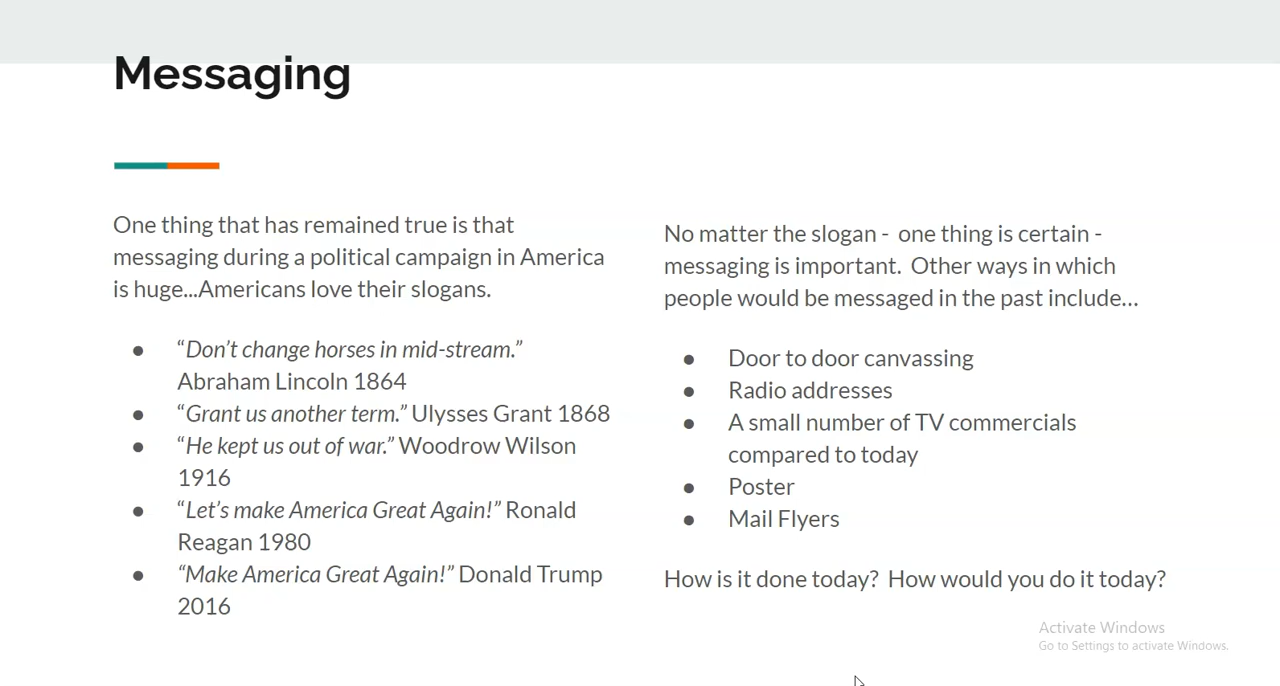 Messaging
One thing that has remained true is that
messaging during a political campaign in America
is huge...Americans love their slogans.
● “Don’t change horses in mid-stream.”
Abraham Lincoln 1864
● “Grant us another term.” Ulysses Grant 1868
● “He kept us out of war.” Woodrow Wilson
1916
● “Let’s make America Great Again!” Ronald
Reagan 1980
● “Make America Great Again!” Donald Trump
2016
No matter the slogan -  one thing is certain -
messaging is important.  Other ways in which
people would be messaged in the past include...
● Door to door canvassing
● Radio addresses
● A small number of TV commercials
compared to today
● Poster
● Mail Flyers
How is it done today?  How would you do it today?
Activate Windows
Go to Settings to activate Windows.